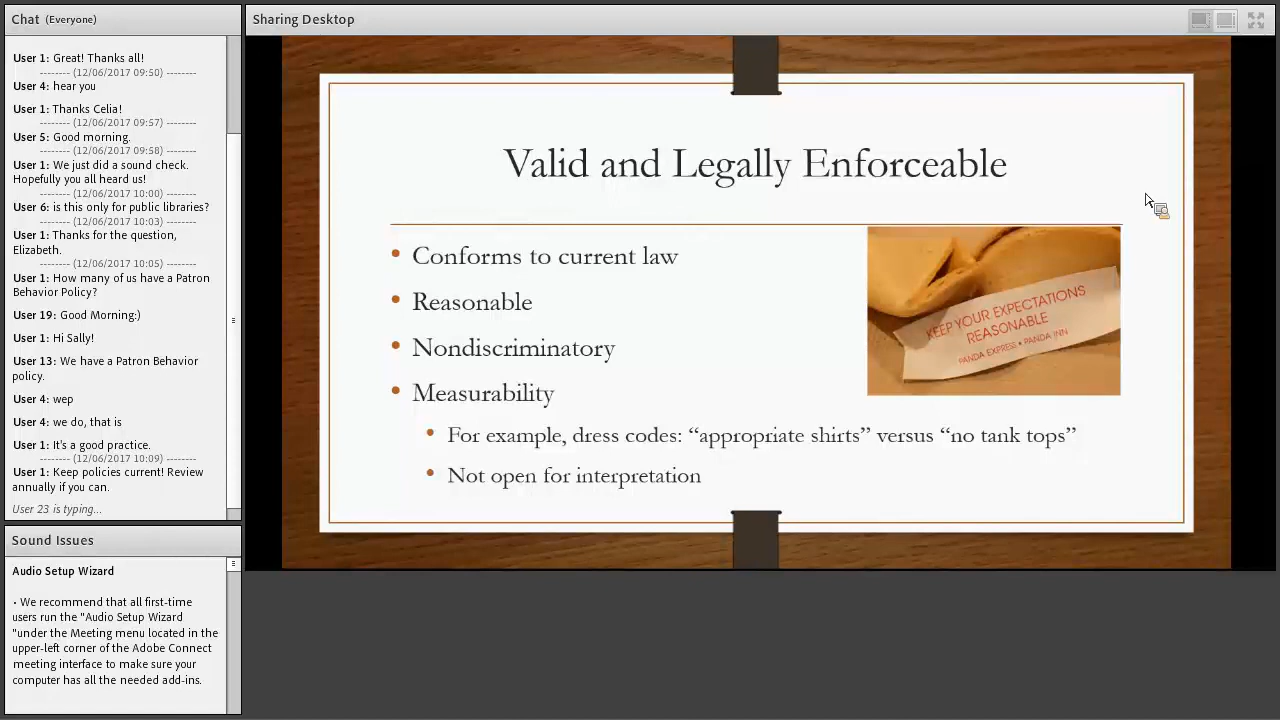 Chat (Everyone)
User 1: Great! Thanks all!
-------- (12/06/2017 09:50) --------
User 4: hear you
User 1: Thanks Celia!
-------- (12/06/2017 09:57) --------
User 5: Good morning.
-------- (12/06/2017 09:58) --------
User 1: We just did a sound check.
Hopefully you all heard us!
-------- (12/06/2017 10:00) --------
User 6: is this only for public libraries?
-------- (12/06/2017 10:03) --------
User 1: Thanks for the question,
Elizabeth.
-------- (12/06/2017 10:05) --------
User 1: How many of us have a Patron
Behavior Policy?
User 19: Good Morning:)
User 1: Hi Sally!
User 13: We have a Patron Behavior
policy.
User 4: wep
User 4: we do, that is
User 1: It's a good practice.
-------- (12/06/2017 10:09) --------
User 1: Keep policies current! Review
annually if you can.
User 23 is typing...
Sound Issues
Audio Setup Wizard
• We recommend that all first-time
users run the "Audio Setup Wizard
"under the Meeting menu located in the
upper-left corner of the Adobe Connect
meeting interface to make sure your
computer has all the needed add-ins.
Sharing Desktop
Valid and Legally Enforceable
• Conforms to current law
• Reasonable
• Nondiscriminatory
• Measurability
• For example, dress codes: “appropriate shirts” versus “no tank tops”
• Not open for interpretation
KEEP YOUR EXPECTATIONS
REASONABLE
PANDA EXPRESS • PANDA INN